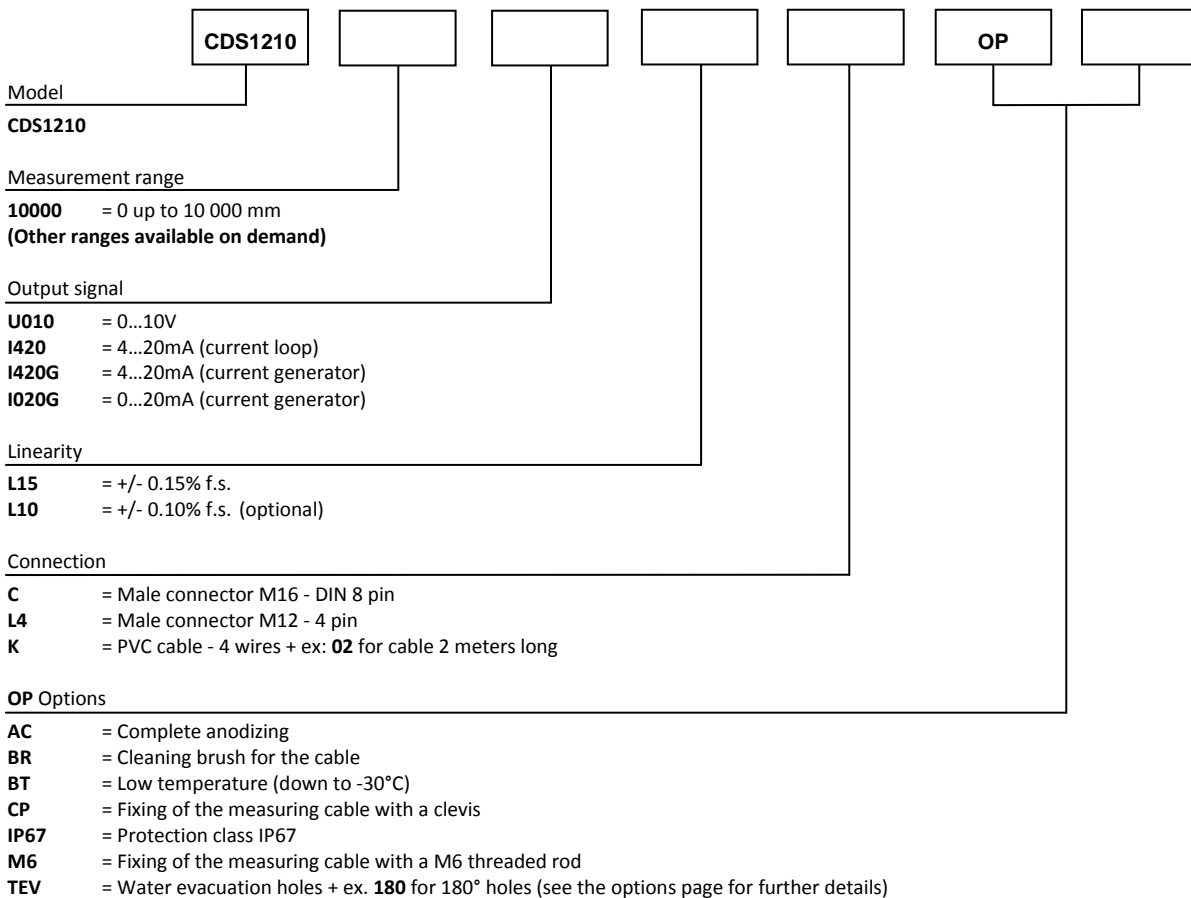 CDS1210 OP
Model
CDS1210
Measurement range
10000 = 0 up to 10 000 mm
(Other ranges available on demand)
Output signal
U010 = 0...10V
I420 = 4...20mA (current loop)
I420G = 4...20mA (current generator)
I020G = 0...20mA (current generator)
Linearity
L15 = +/- 0.15% f.s.
L10 = +/- 0.10% f.s. (optional)
Connection
C = Male connector M16 - DIN 8 pin
L4 = Male connector M12 - 4 pin
K = PVC cable - 4 wires + ex: 02 for cable 2 meters long
OP Options
AC = Complete anodizing
BR = Cleaning brush for the cable
BT = Low temperature (down to -30°C)
CP = Fixing of the measuring cable with a clevis
IP67 = Protection class IP67
M6 = Fixing of the measuring cable with a M6 threaded rod
TEV = Water evacuation holes + ex. 180 for 180° holes (see the options page for further details)